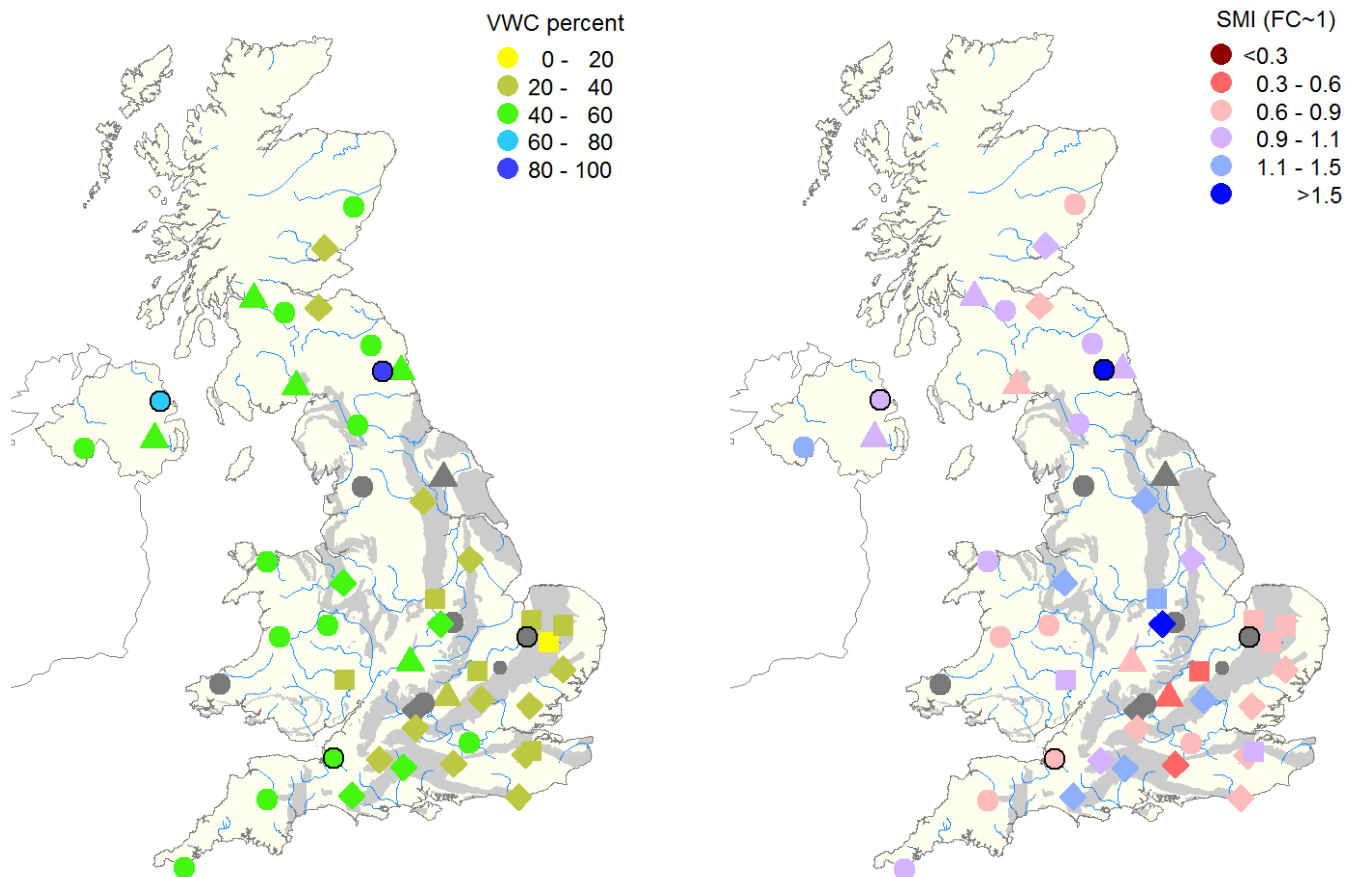 VWC percent
0 - 20
20 - 40
40 - 60
60 - 80
80 - 100
SMI (FC~1)
<0.3
0.3 - 0.6
0.6 - 0.9
0.9 - 1.1
1.1 - 1.5
>1.5